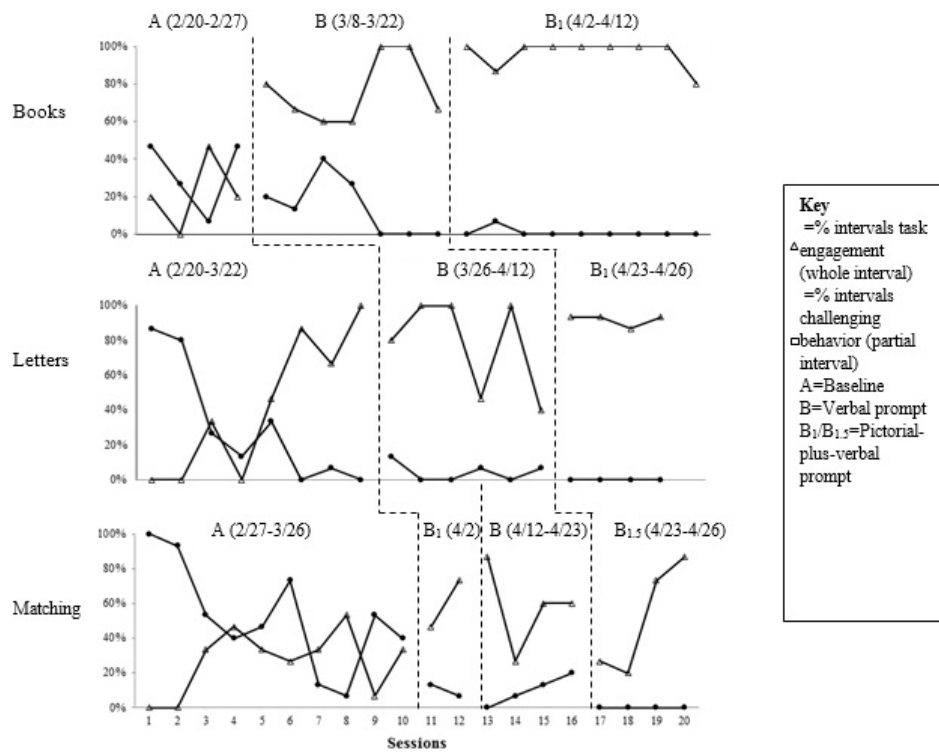 A (2/20-2/27) B (3/8-3/22) B₁ (4/2-4/12)
100%
80%
60%
Books
40%
20%
0%
A (2/20-3/22) B (3/26-4/12) B₁ (4/23-4/26)
100%
80%
Letters
60%
40%
20%
0%
A (2/27-3/26) B₁ (4/2) B (4/12-4/23) B₁.₅ (4/23-4/26)
100%
80%
60%
Matching
40%
20%
0%
1 2 3 4 5 6 7 8 9 10 11 12 13 14 15 16 17 18 19 20
Sessions
Key
=% intervals task
engagement
(whole interval)
=% intervals
challenging
behavior (partial
interval)
A=Baseline
B=Verbal prompt
B₁/B₁.₅=Pictorial-
plus-verbal
prompt